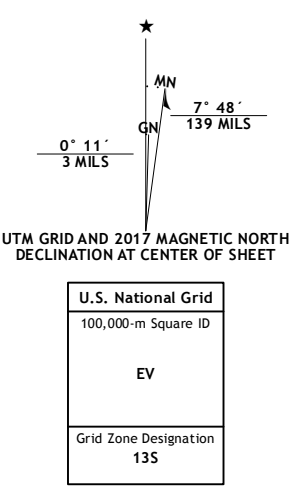 ★
MN
7° 48´
GN
139 MILS
0° 11´
3 MILS
UTM GRID AND 2017 MAGNETIC NORTH
DECLINATION AT CENTER OF SHEET
U.S. National Grid
100,000-m Square ID
EV
Grid Zone Designation
13S